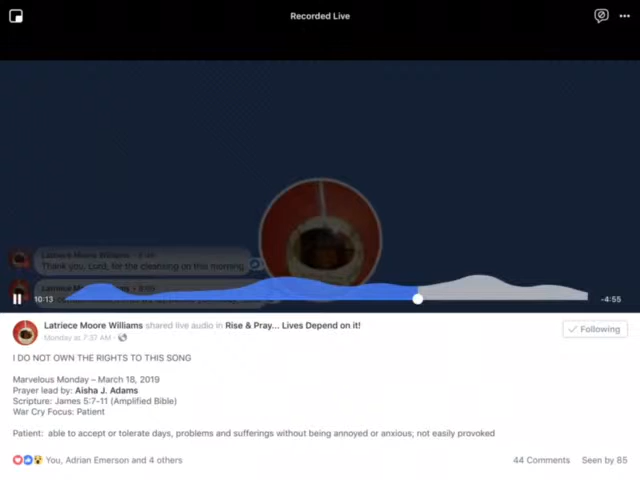 Recorded Live
Latriece Moore Williams
Thank you, Lord, for the cleansing on this morning
10:13
-4:55
Latriece Moore Williams shared live audio in Rise & Pray... Lives Depend on it!
Monday at 7:37 AM
Following
I DO NOT OWN THE RIGHTS TO THIS SONG
Marvelous Monday – March 18, 2019
Prayer lead by: Aisha J. Adams
Scripture: James 5:7-11 (Amplified Bible)
War Cry Focus: Patient
Patient: able to accept or tolerate days, problems and sufferings without being annoyed or anxious; not easily provoked
You, Adrian Emerson and 4 others
44 Comments
Seen by 85